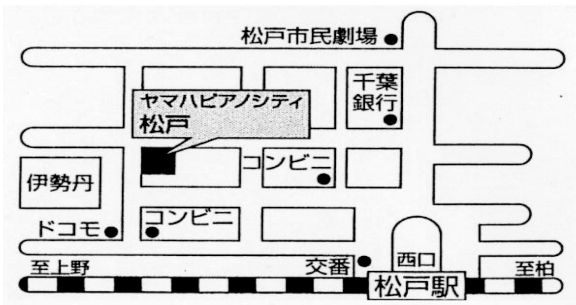 松戸市民劇場
千葉
銀行
ヤマハピアノシティ
松戸
コンビニ
伊勢丹
コンビニ
ドコモ
交番
西口
至上野
至柏
松戸駅